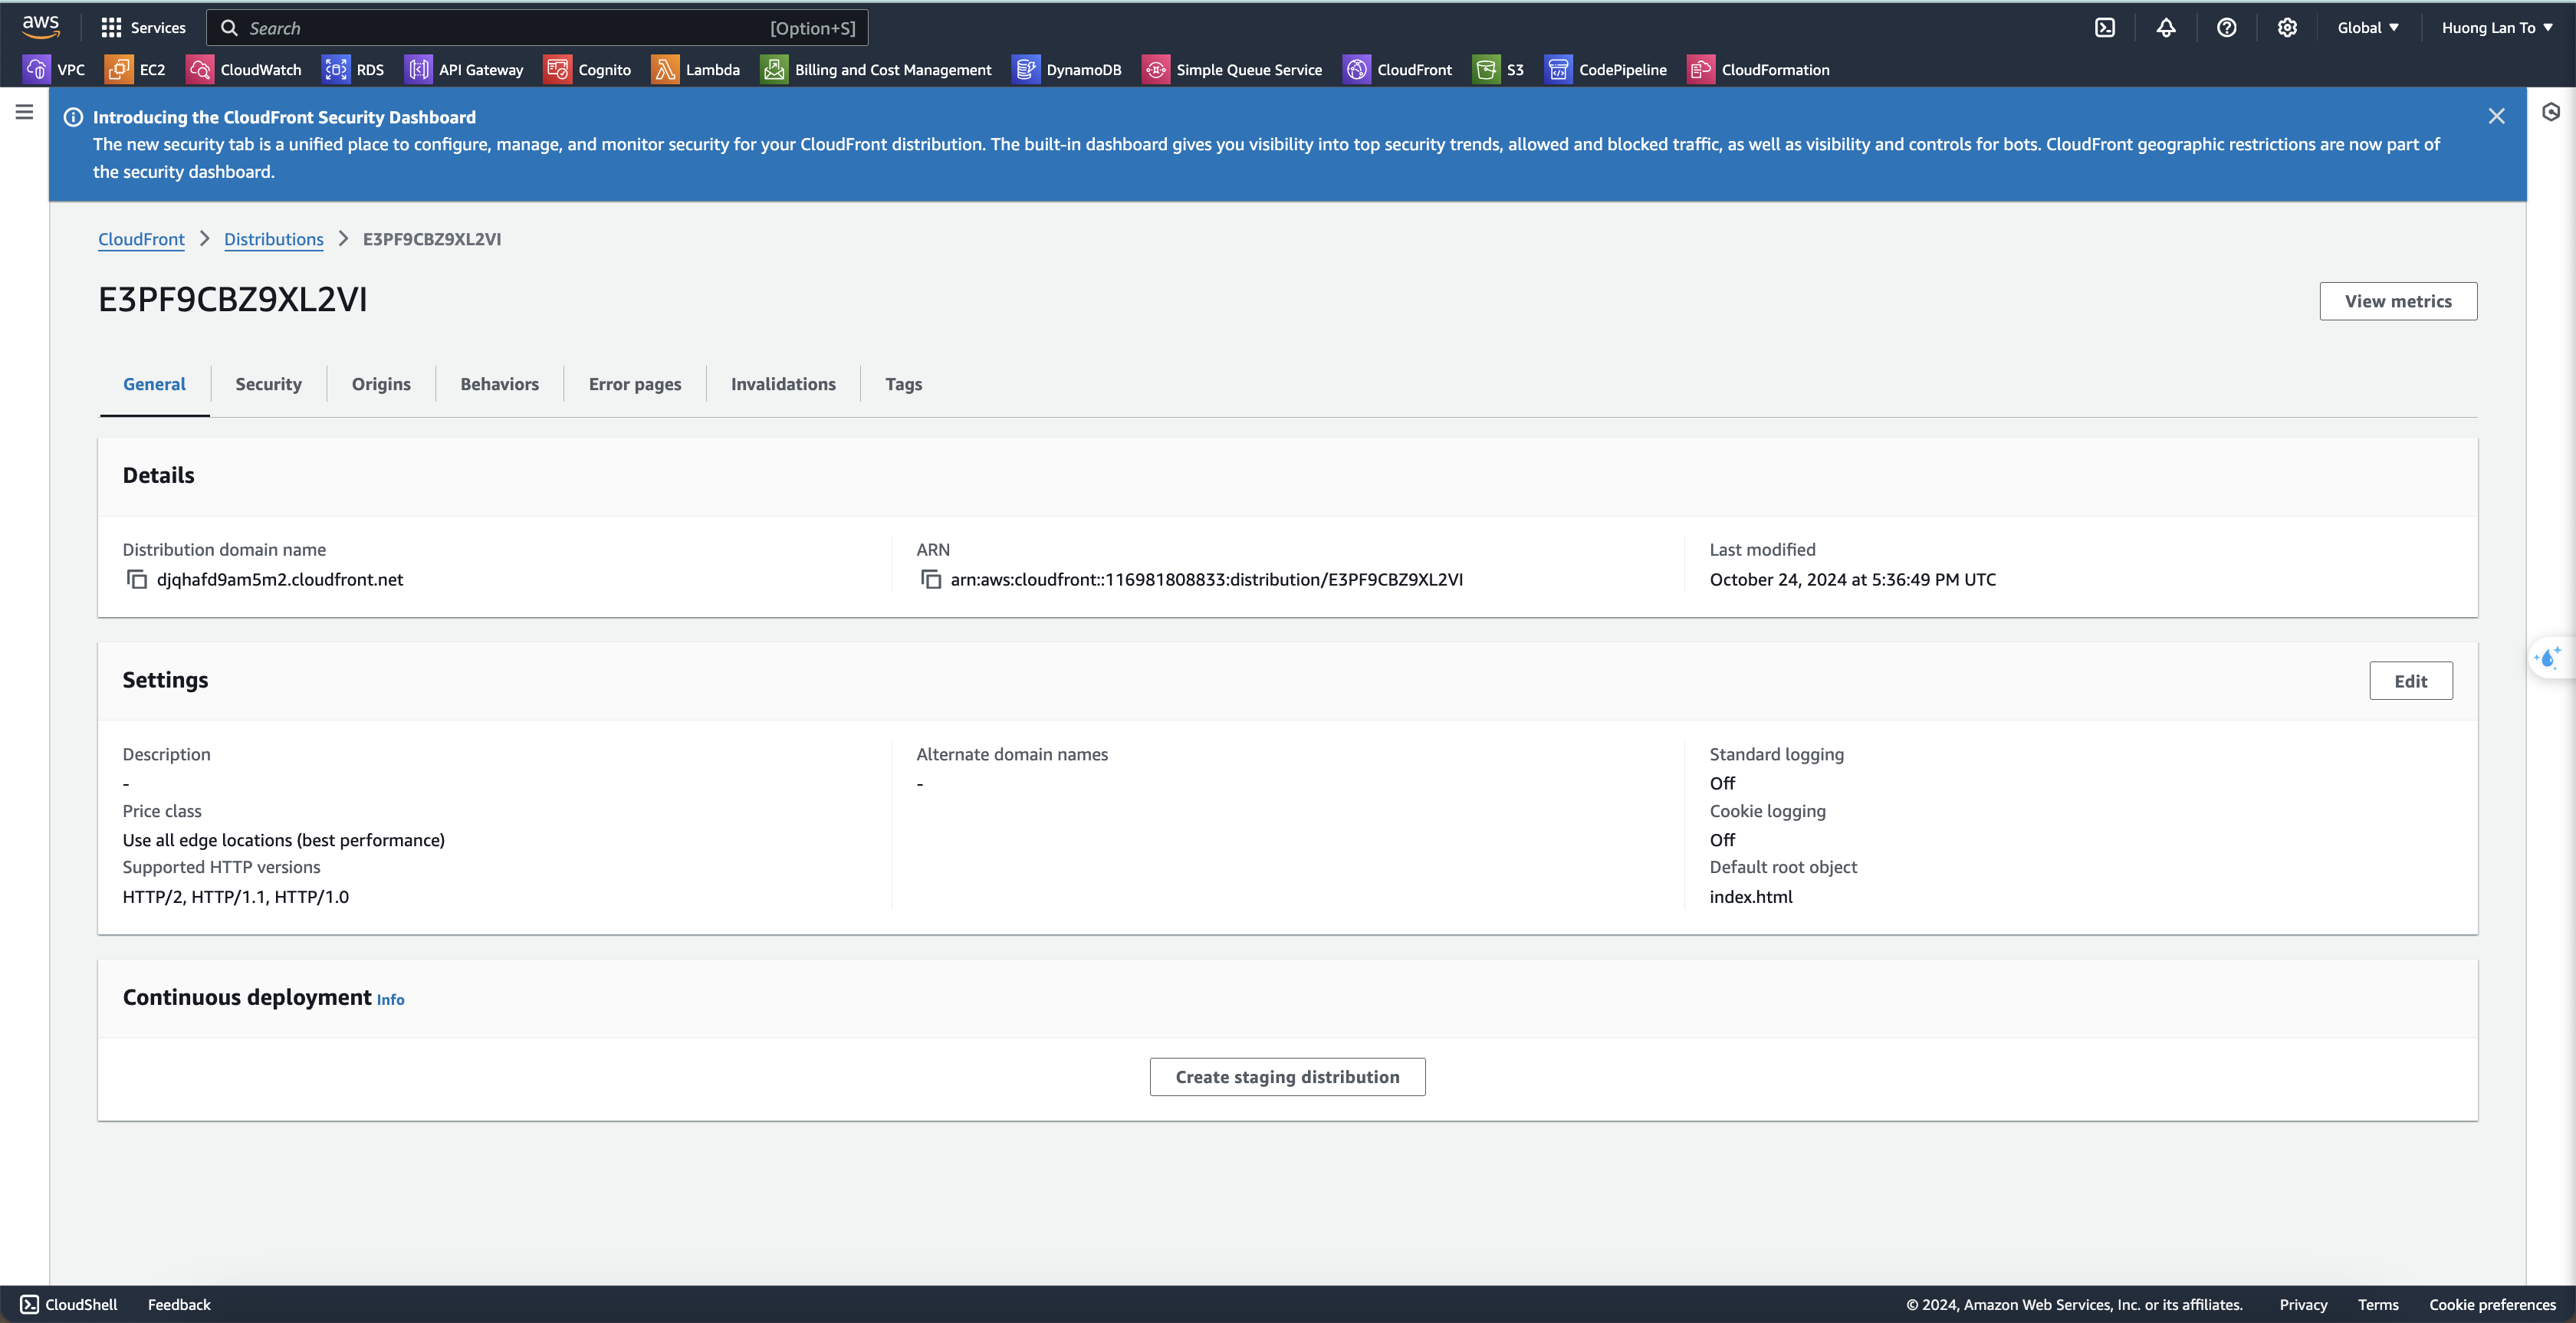 aws
Services
Search [Option+S]
Global ▼
Huong Lan To ▼
VPC EC2 CloudWatch RDS API Gateway Cognito Lambda Billing and Cost Management DynamoDB Simple Queue Service CloudFront S3 CodePipeline CloudFormation
Introducing the CloudFront Security Dashboard
The new security tab is a unified place to configure, manage, and monitor security for your CloudFront distribution. The built-in dashboard gives you visibility into top security trends, allowed and blocked traffic, as well as visibility and controls for bots. CloudFront geographic restrictions are now part of
the security dashboard.
CloudFront > Distributions > E3PF9CBZ9XL2VI
E3PF9CBZ9XL2VI
View metrics
General Security Origins Behaviors Error pages Invalidations Tags
Details
Distribution domain name
djqhafd9am5m2.cloudfront.net
ARN
arn:aws:cloudfront::116981808833:distribution/E3PF9CBZ9XL2VI
Last modified
October 24, 2024 at 5:36:49 PM UTC
Settings
Edit
Description
-
Price class
Use all edge locations (best performance)
Supported HTTP versions
HTTP/2, HTTP/1.1, HTTP/1.0
Alternate domain names
-
Standard logging
Off
Cookie logging
Off
Default root object
index.html
Continuous deployment Info
Create staging distribution
CloudShell Feedback
© 2024, Amazon Web Services, Inc. or its affiliates. Privacy Terms Cookie preferences